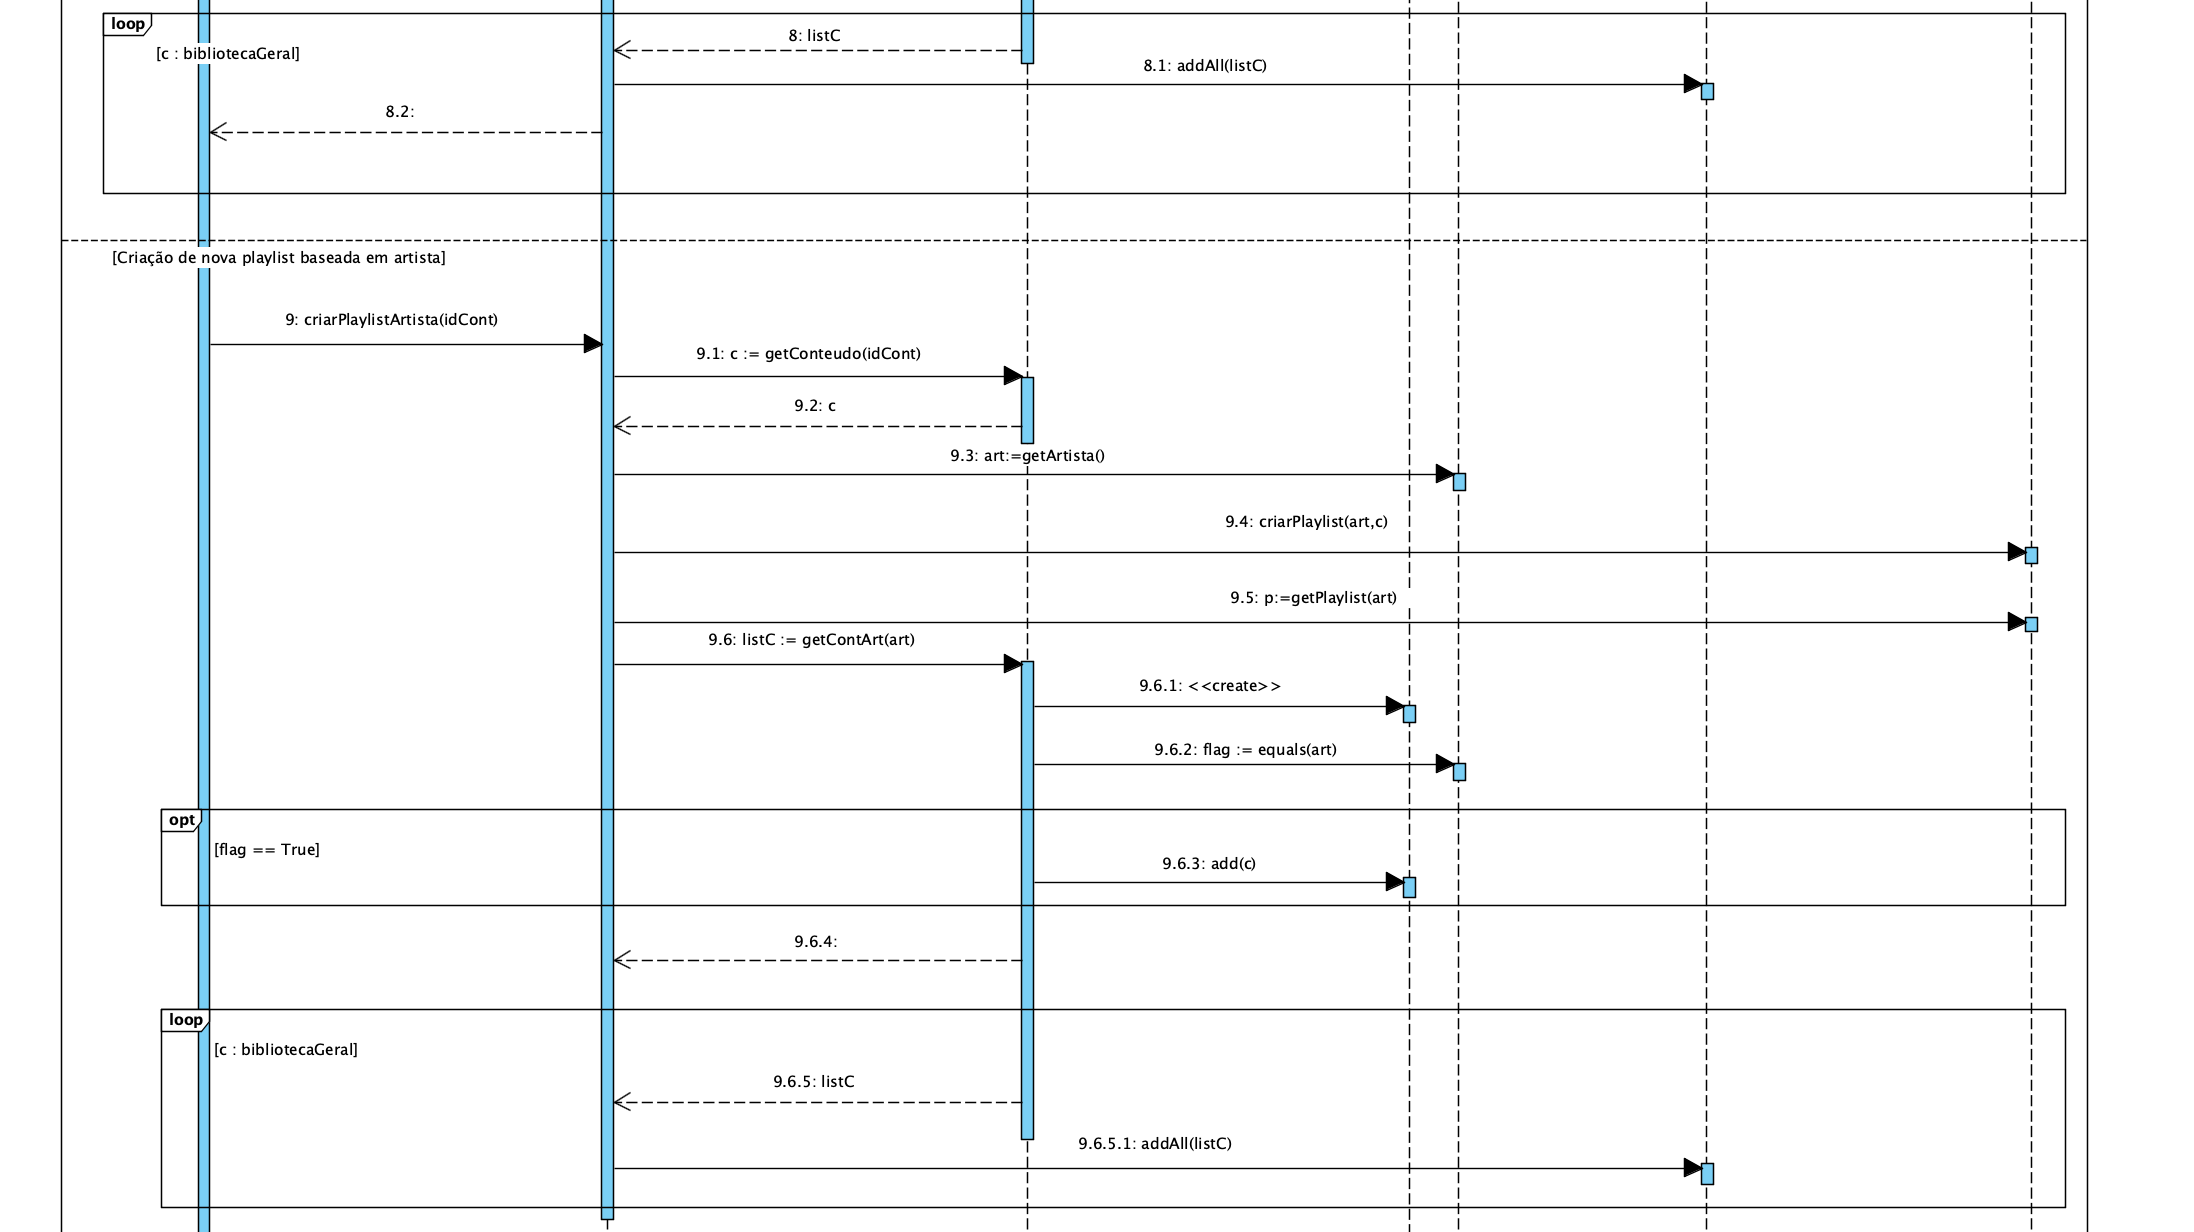 loop
8: listC
[c : bibliotecaGeral]
8.1: addAll(listC)
8.2:
[Criação de nova playlist baseada em artista]
9: criarPlaylistArtista(idCont)
9.1: c := getConteudo(idCont)
9.2: c
9.3: art:=getArtista()
9.4: criarPlaylist(art,c)
9.5: p:=getPlaylist(art)
9.6: listC := getContArt(art)
9.6.1: <<create>>
9.6.2: flag := equals(art)
opt
[flag == True]
9.6.3: add(c)
9.6.4:
loop
[c : bibliotecaGeral]
9.6.5: listC
9.6.5.1: addAll(listC)